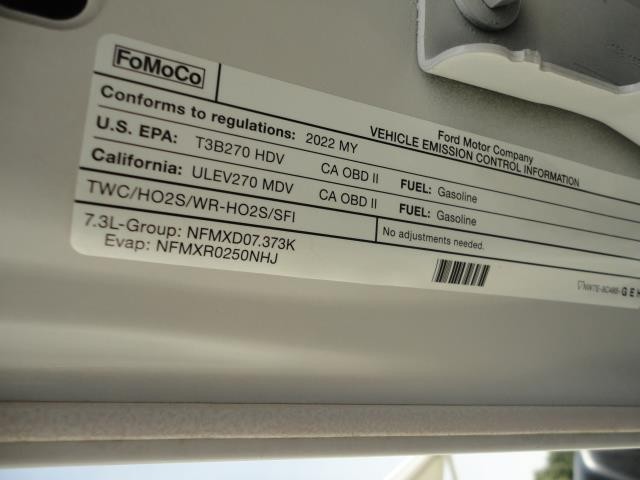 FoMoCo
Ford Motor Company
VEHICLE EMISSION CONTROL INFORMATION
Conforms to regulations: 2022 MY
U.S. EPA: T3B270 HDV CA OBD II FUEL: Gasoline
California: ULEV270 MDV CA OBD II FUEL: Gasoline
TWC/HO2S/WR-HO2S/SFI
No adjustments needed.
7.3L-Group: NFMXD07.373K
Evap: NFMXR0250NHJ